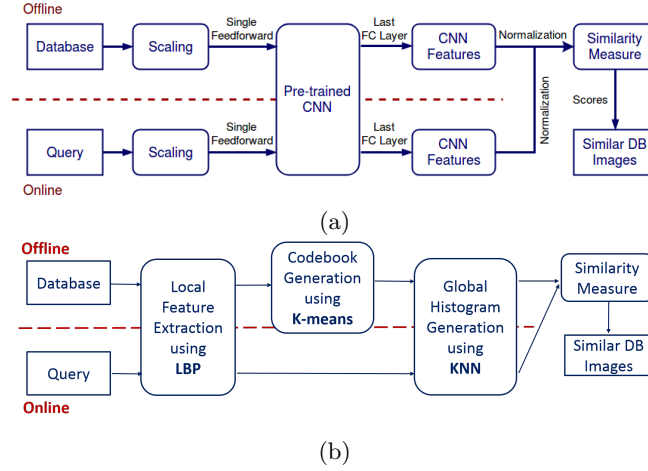 Offline
Database
Scaling
Single
Feedforward
Pre-trained
CNN
Last
FC Layer
CNN
Features
Normalization
Similarity
Measure
Query
Scaling
Single
Feedforward
Last
FC Layer
CNN
Features
Normalization
Scores
Similar DB
Images
Online
(a)
Offline
Database
Local
Feature
Extraction
using
LBP
Codebook
Generation
using
K-means
Global
Histogram
Generation
using
KNN
Similarity
Measure
Similar DB
Images
Query
Online
(b)